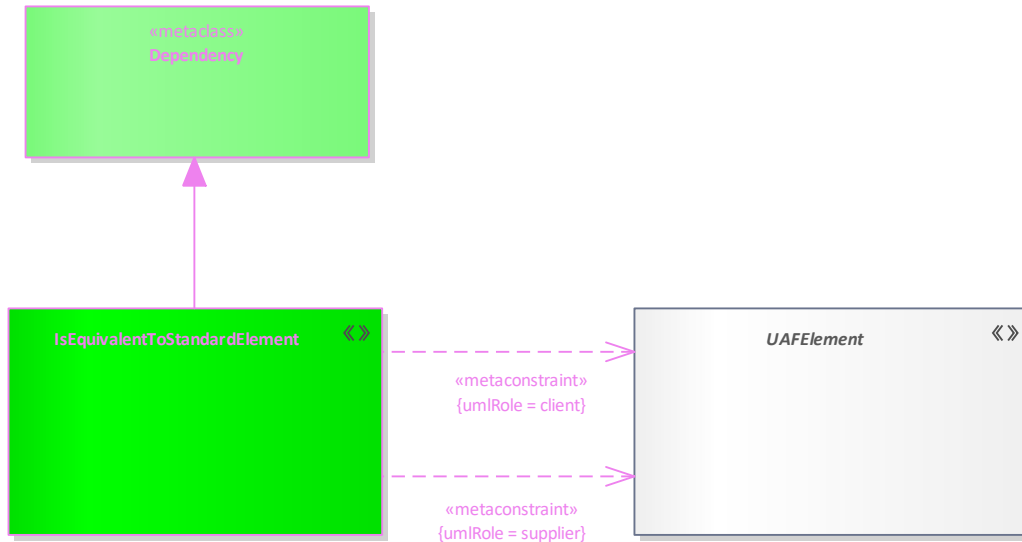 «metaclass»
Dependency
IsEquivalentToStandardElement
UAFElement
«metaconstraint»
{umlRole = client}
«metaconstraint»
{umlRole = supplier}